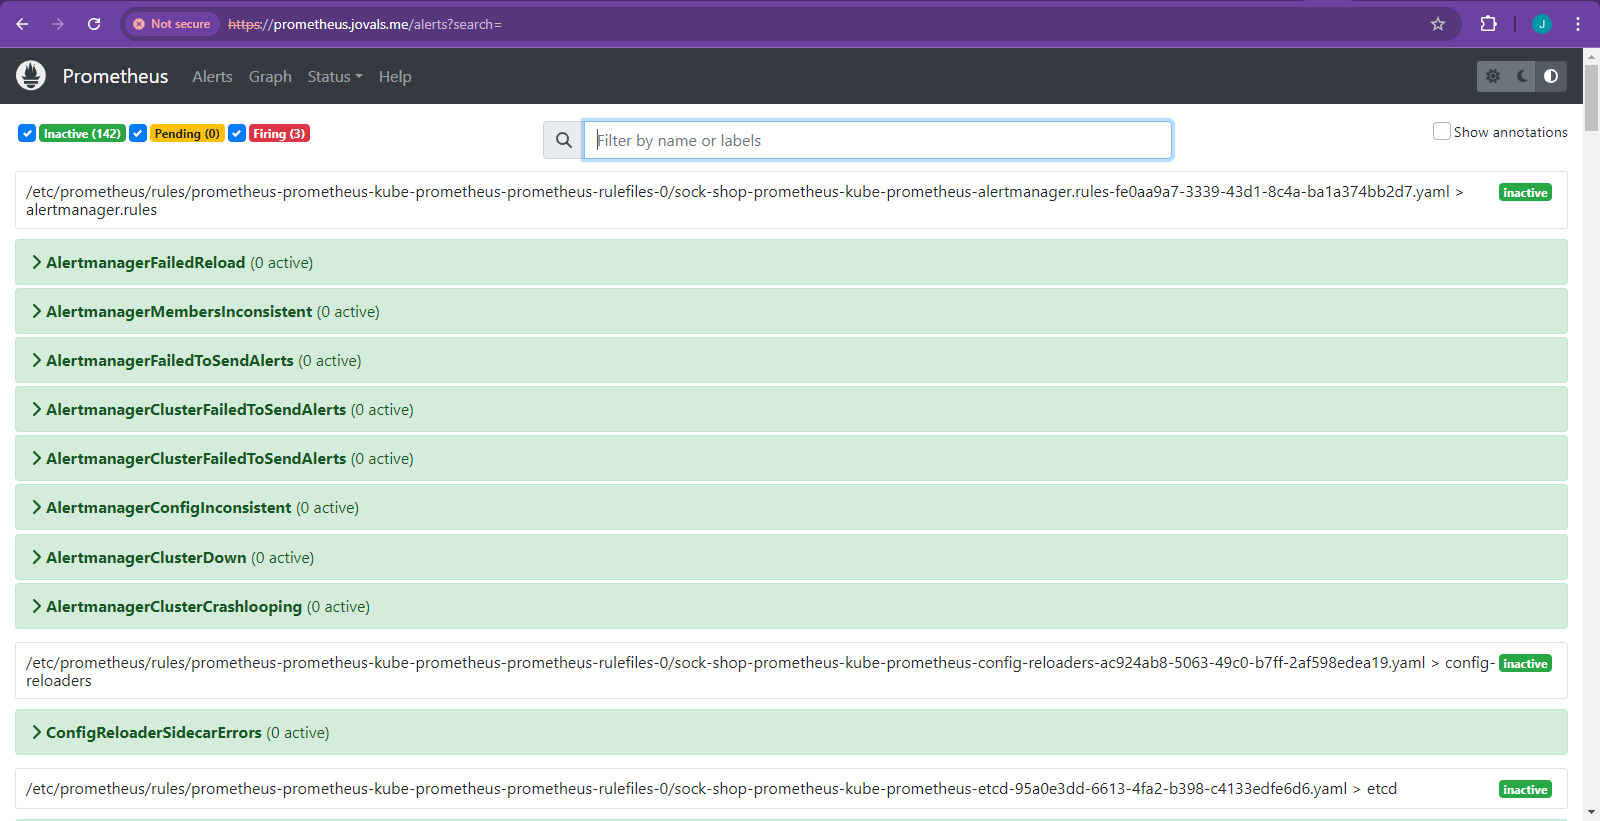 Not secure https://prometheus.jovals.me/alerts?search=
J
Prometheus Alerts Graph Status Help
Inactive (142) Pending (0) Firing (3)
Filter by name or labels
Show annotations
/etc/prometheus/rules/prometheus-prometheus-kube-prometheus-prometheus-rulefiles-0/sock-shop-prometheus-kube-prometheus-alertmanager.rules-fe0aa9a7-3339-43d1-8c4a-ba1a374bb2d7.yaml >
alertmanager.rules
inactive
AlertmanagerFailedReload (0 active)
AlertmanagerMembersInconsistent (0 active)
AlertmanagerFailedToSendAlerts (0 active)
AlertmanagerClusterFailedToSendAlerts (0 active)
AlertmanagerClusterFailedToSendAlerts (0 active)
AlertmanagerConfigInconsistent (0 active)
AlertmanagerClusterDown (0 active)
AlertmanagerClusterCrashlooping (0 active)
/etc/prometheus/rules/prometheus-prometheus-kube-prometheus-prometheus-rulefiles-0/sock-shop-prometheus-kube-prometheus-config-reloaders-ac924ab8-5063-49c0-b7ff-2af598edea19.yaml > config-
reloaders
inactive
ConfigReloaderSidecarErrors (0 active)
/etc/prometheus/rules/prometheus-prometheus-kube-prometheus-prometheus-rulefiles-0/sock-shop-prometheus-kube-prometheus-etcd-95a0e3dd-6613-4fa2-b398-c4133edfe6d6.yaml > etcd
inactive